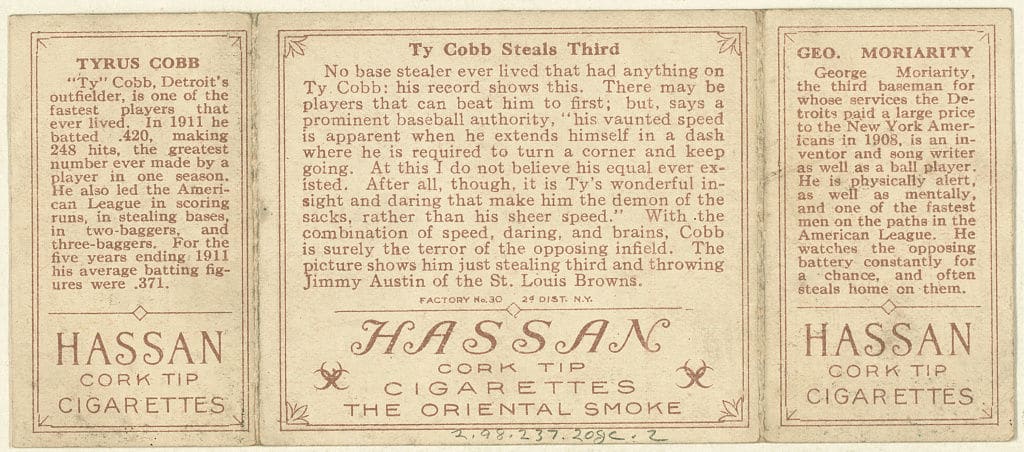 TYRUS COBB
"Ty" Cobb, Detroit's
outfielder, is one of the
fastest players that
ever lived. In 1911 he
batted .420, making
248 hits, the greatest
number ever made by a
player in one season.
He also led the Ameri-
can League in scoring
runs, in stealing bases,
in two-baggers, and
three-baggers. For the
five years ending 1911
his average batting fig-
ures were .371.
HASSAN
CORK TIP
CIGARETTES
Ty Cobb Steals Third
No base stealer ever lived that had anything on
Ty Cobb: his record shows this. There may be
players that can beat him to first; but, says a
prominent baseball authority, "his vaunted speed
is apparent when he extends himself in a dash
where he is required to turn a corner and keep
going. At this I do not believe his equal ever ex-
isted. After all, though, it is Ty's wonderful in-
sight and daring that make him the demon of the
sacks, rather than his sheer speed." With the
combination of speed, daring, and brains, Cobb
is surely the terror of the opposing infield. The
picture shows him just stealing third and throwing
Jimmy Austin of the St. Louis Browns.
FACTORY No. 30 2d DIST. N.Y.
HASSAN
CORK TIP
CIGARETTES
THE ORIENTAL SMOKE
2.98.237.20gc.2
GEO. MORIARITY
George Moriarity,
the third baseman for
whose services the De-
troits paid a large price
to the New York Amer-
icans in 1908, is an in-
ventor and song writer
as well as a ball player.
He is physically alert,
as well as mentally,
and one of the fastest
men on the paths in the
American League. He
watches the opposing
battery constantly for
a chance, and often
steals home on them.
HASSAN
CORK TIP
CIGARETTES